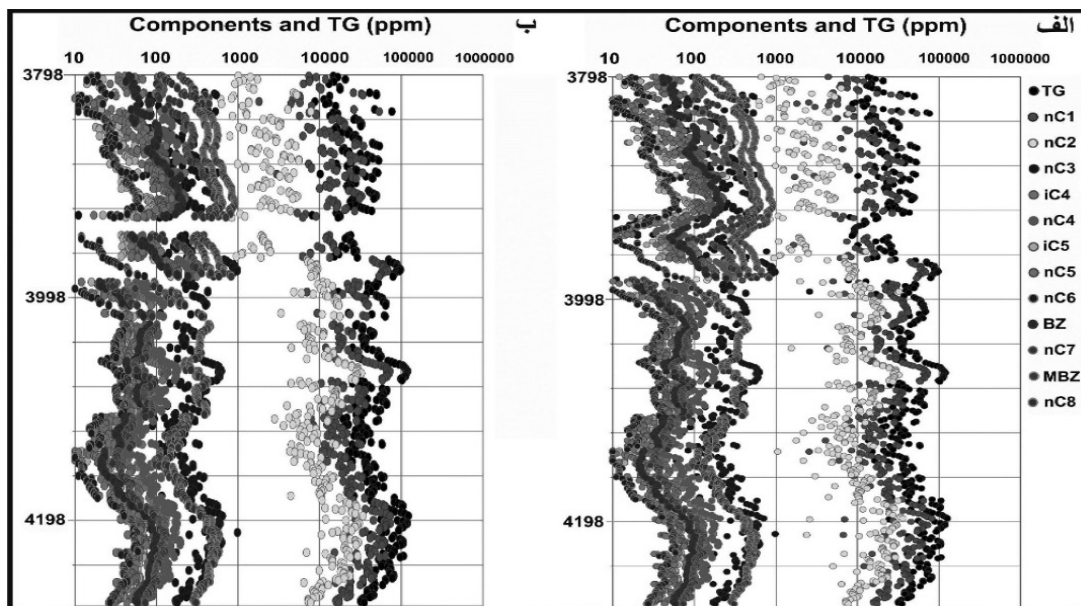 Components and TG (ppm) ب
10 100 1000 10000 100000 1000000
3798
3998
4198
Components and TG (ppm) الف
10 100 1000 10000 100000 1000000
3798
3998
4198
TG
nC1
nC2
nC3
iC4
nC4
iC5
nC5
nC6
BZ
nC7
MBZ
nC8